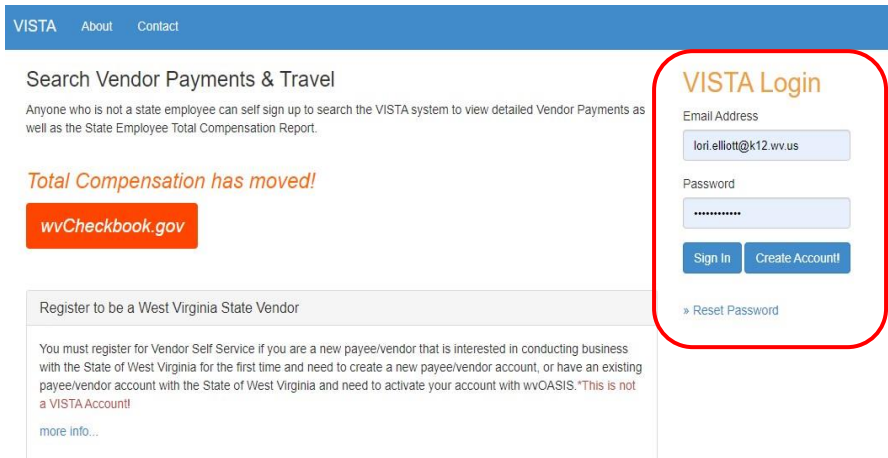 VISTA About Contact
Search Vendor Payments & Travel
Anyone who is not a state employee can self sign up to search the VISTA system to view detailed Vendor Payments as
well as the State Employee Total Compensation Report.
Total Compensation has moved!
wvCheckbook.gov
Register to be a West Virginia State Vendor
You must register for Vendor Self Service if you are a new payee/vendor that is interested in conducting business
with the State of West Virginia for the first time and need to create a new payee/vendor account, or have an existing
payee/vendor account with the State of West Virginia and need to activate your account with wvOASIS.*This is not
a VISTA Account!
more info...
VISTA Login
Email Address
lori.elliott@k12.wv.us
Password
••••••••••••
Sign In Create Account!
» Reset Password